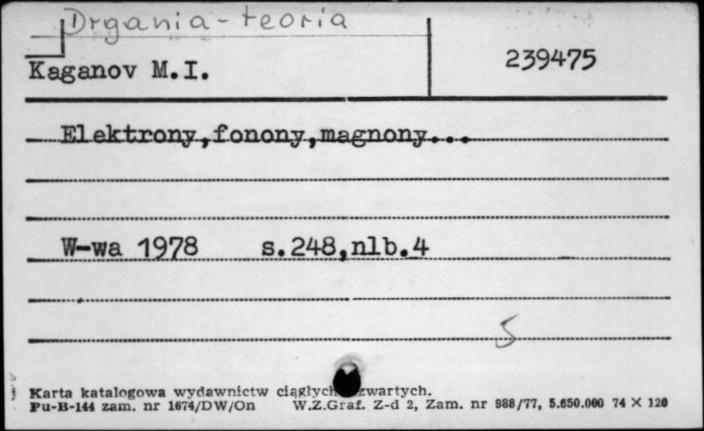 Drgania - teoria
Kaganov M.I.
239475
Elektrony,fonony,magnony...
W-wa 1978 s.248,nlb.4
5
Karta katalogowa wydawnictw ciągłych zwartych.
Pu-B-144 zam. nr 1674/DW/On W.Z.Graf. Z-d 2, Zam. nr 988/77, 5.650.000 74 X 120